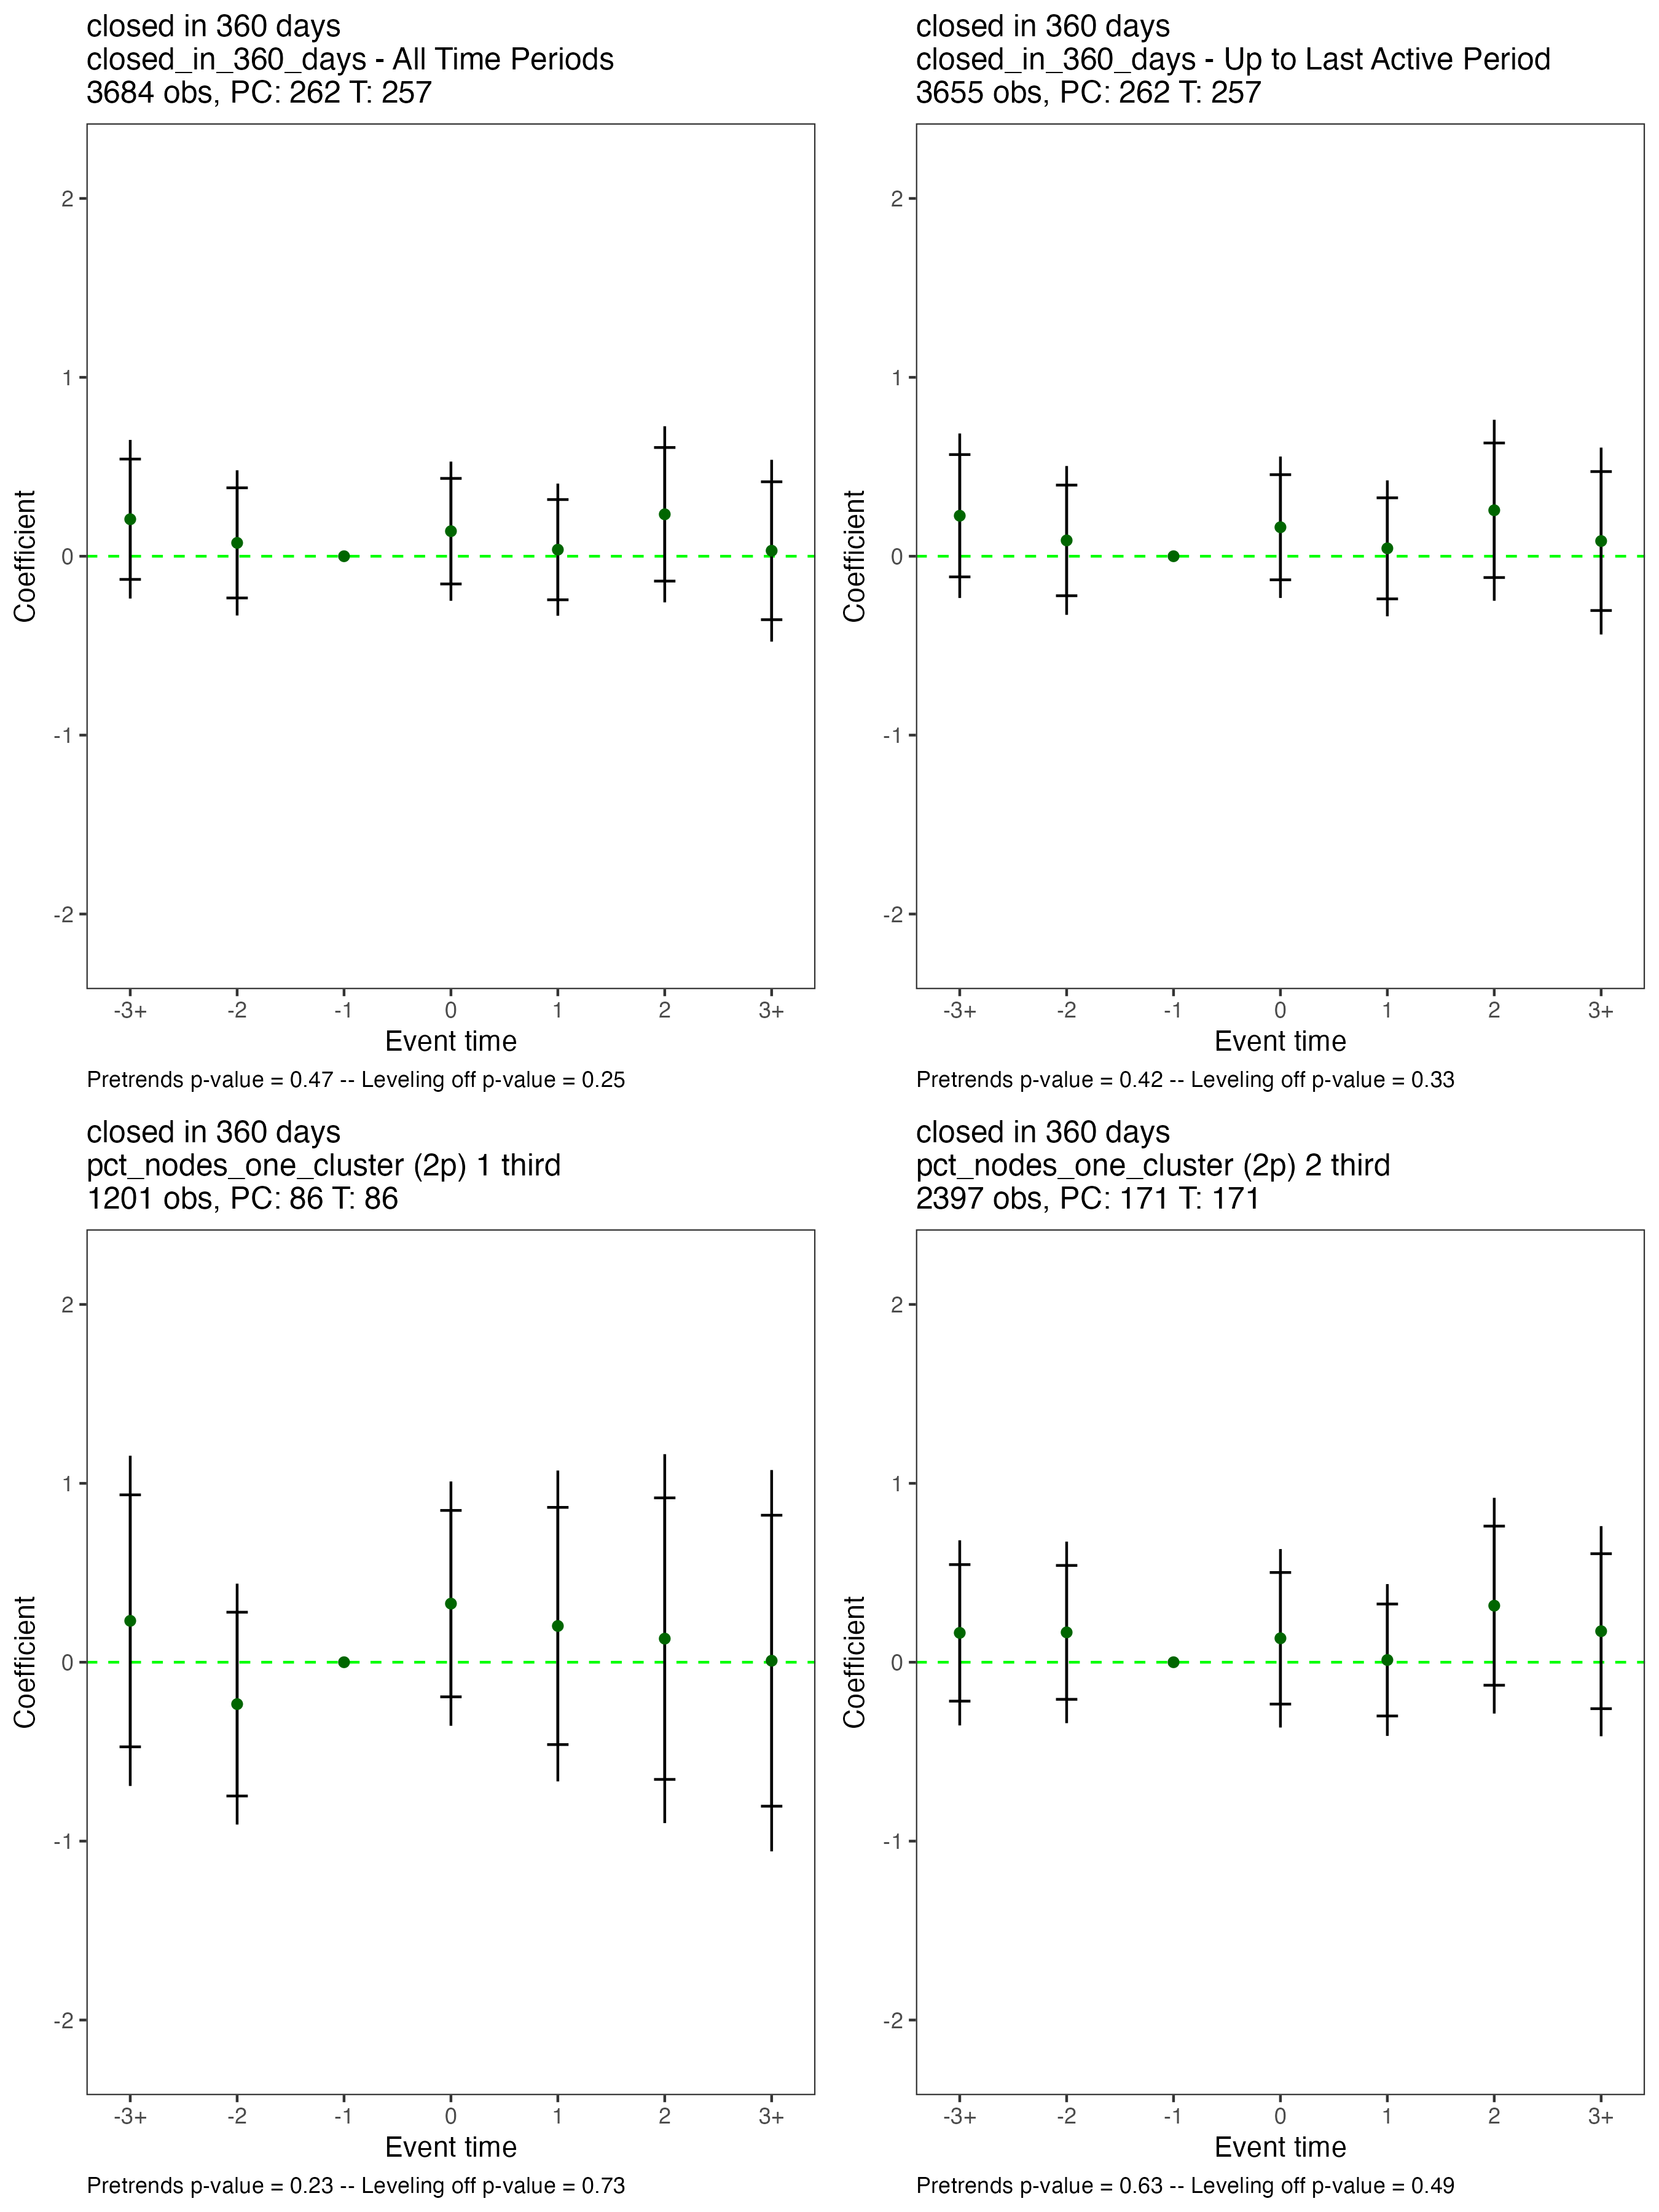 closed in 360 days
closed_in_360_days - All Time Periods
3684 obs, PC: 262 T: 257
2
1
0
-1
-2
Coefficient
-3+ -2 -1 0 1 2 3+
Event time
Pretrends p-value = 0.47 -- Leveling off p-value = 0.25
closed in 360 days
closed_in_360_days - Up to Last Active Period
3655 obs, PC: 262 T: 257
2
1
0
-1
-2
Coefficient
-3+ -2 -1 0 1 2 3+
Event time
Pretrends p-value = 0.42 -- Leveling off p-value = 0.33
closed in 360 days
pct_nodes_one_cluster (2p) 1 third
1201 obs, PC: 86 T: 86
2
1
0
-1
-2
Coefficient
-3+ -2 -1 0 1 2 3+
Event time
Pretrends p-value = 0.23 -- Leveling off p-value = 0.73
closed in 360 days
pct_nodes_one_cluster (2p) 2 third
2397 obs, PC: 171 T: 171
2
1
0
-1
-2
Coefficient
-3+ -2 -1 0 1 2 3+
Event time
Pretrends p-value = 0.63 -- Leveling off p-value = 0.49